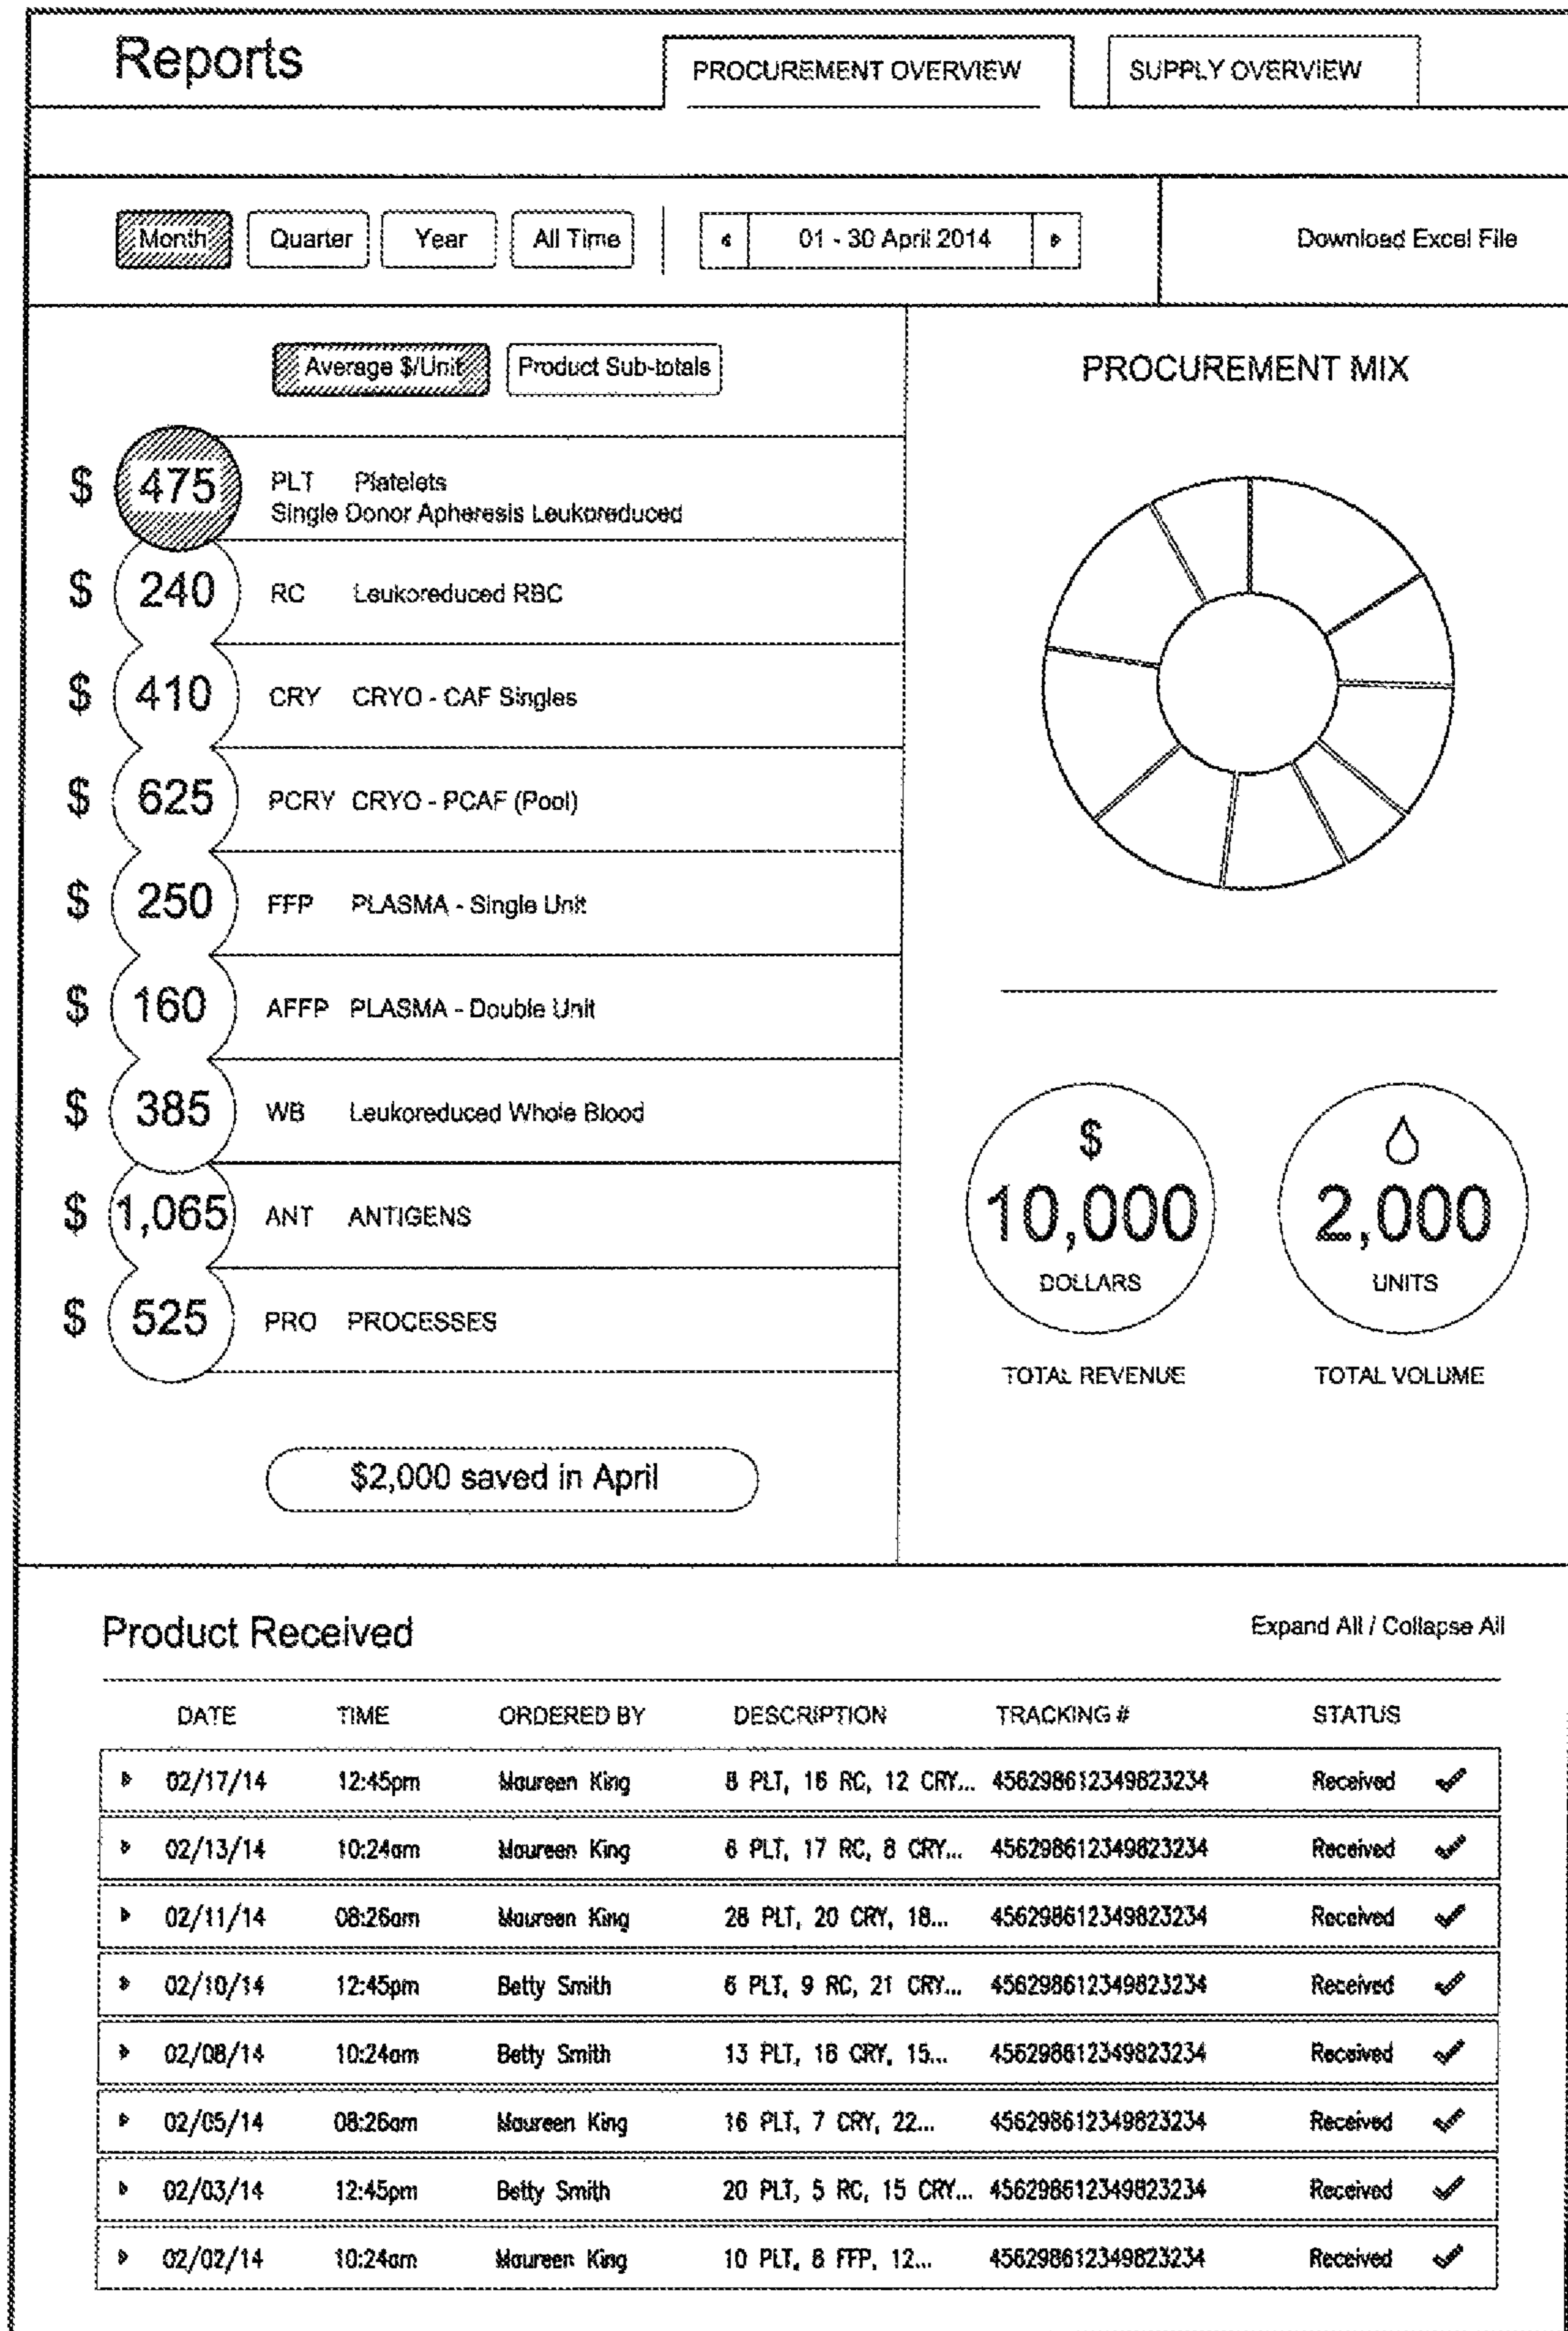 Reports
PROCUREMENT OVERVIEW
SUPPLY OVERVIEW
Month
Quarter
Year
All Time
01 - 30 April 2014
Download Excel File
Average $/Unit
Product Sub-totals
$ 475 PLT Platelets
Single Donor Apheresis Leukoreduced
$ 240 RC Leukoreduced RBC
$ 410 CRY CRYO - CAF Singles
$ 625 PCRY CRYO - PCAF (Pool)
$ 250 FFP PLASMA - Single Unit
$ 160 AFFP PLASMA - Double Unit
$ 385 WB Leukoreduced Whole Blood
$ 1,065 ANT ANTIGENS
$ 525 PRO PROCESSES
$2,000 saved in April
PROCUREMENT MIX
$
10,000
DOLLARS
TOTAL REVENUE
2,000
UNITS
TOTAL VOLUME
Product Received
Expand All / Collapse All
DATE TIME ORDERED BY DESCRIPTION TRACKING # STATUS
02/17/14 12:45pm Maureen King 8 PLT, 16 RC, 12 CRY... 456298612349823234 Received
02/13/14 10:24am Maureen King 6 PLT, 17 RC, 8 CRY... 456298612349823234 Received
02/11/14 08:26am Maureen King 28 PLT, 20 CRY, 18... 456298612349823234 Received
02/10/14 12:45pm Betty Smith 6 PLT, 9 RC, 21 CRY... 456298612349823234 Received
02/08/14 10:24am Betty Smith 13 PLT, 16 CRY, 15... 456298612349823234 Received
02/05/14 08:26am Maureen King 16 PLT, 7 CRY, 22... 456298612349823234 Received
02/03/14 12:45pm Betty Smith 20 PLT, 5 RC, 15 CRY... 456298612349823234 Received
02/02/14 10:24am Maureen King 10 PLT, 8 FFP, 12... 456298612349823234 Received